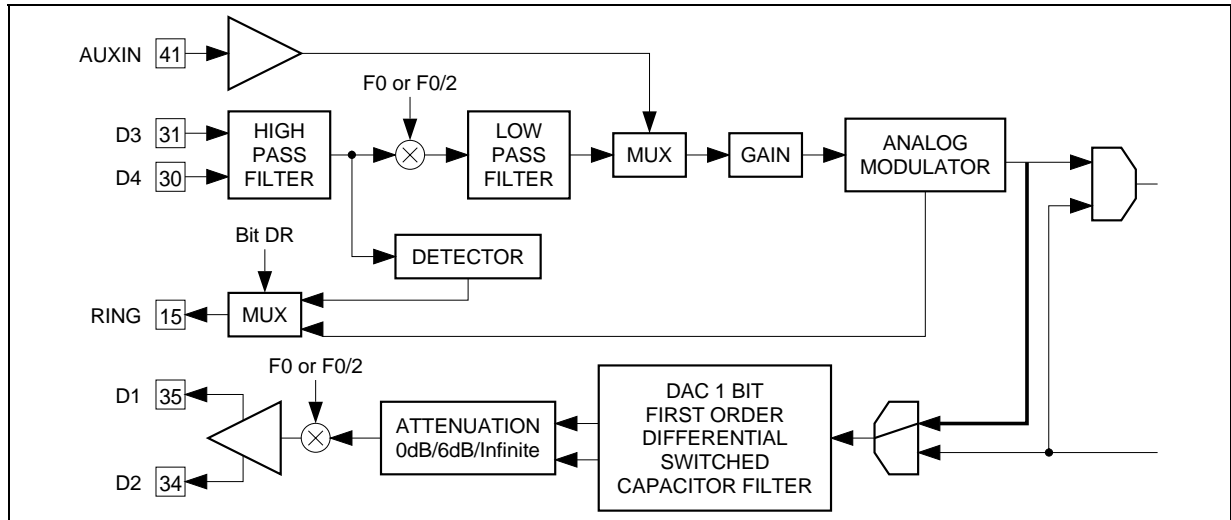 AUXIN 41
F0 or F0/2
D3 31
D4 30
HIGH
PASS
FILTER
LOW
PASS
FILTER
MUX
GAIN
ANALOG
MODULATOR
Bit DR
DETECTOR
RING 15
MUX
F0 or F0/2
D1 35
D2 34
ATTENUATION
0dB/6dB/Infinite
DAC 1 BIT
FIRST ORDER
DIFFERENTIAL
SWITCHED
CAPACITOR FILTER